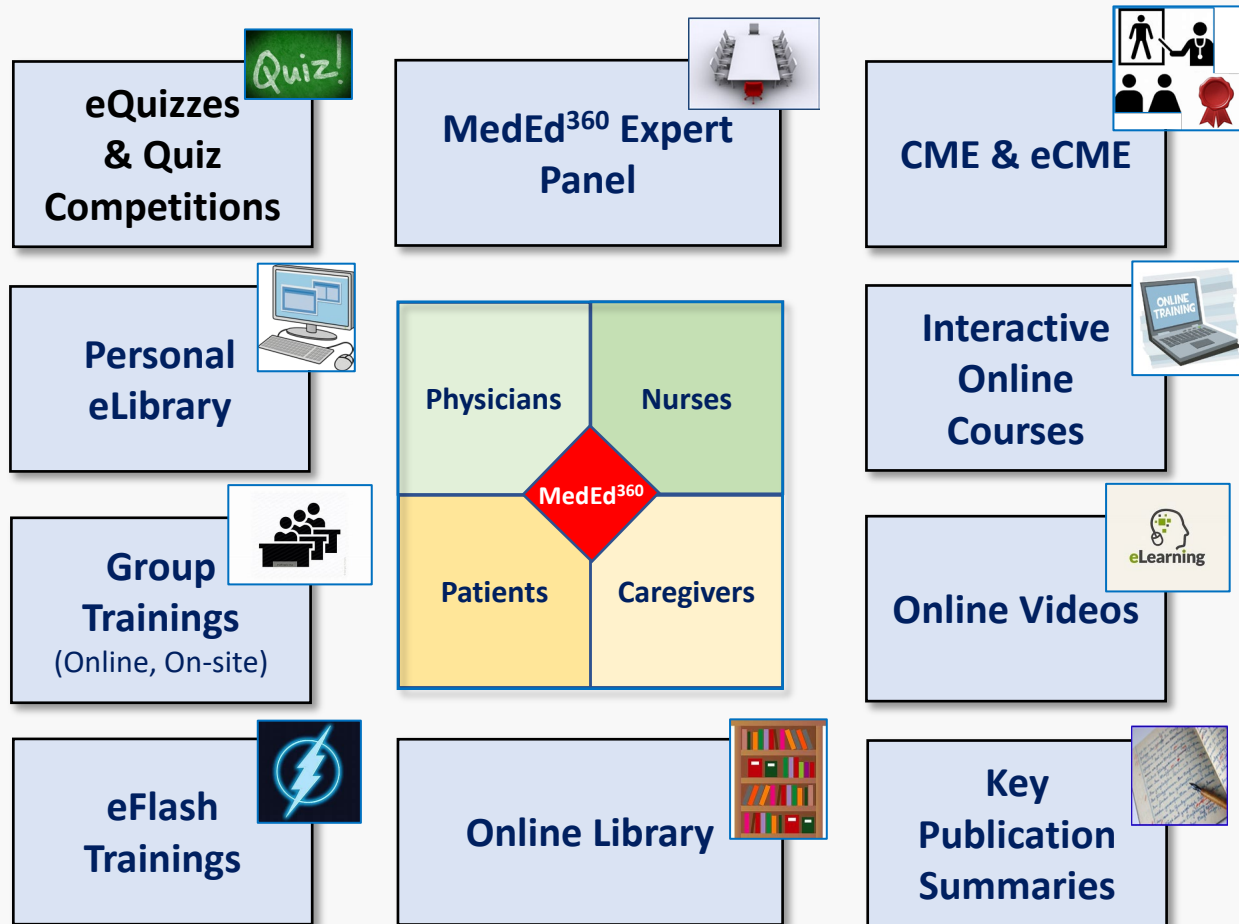 Quiz!
eQuizzes
& Quiz
Competitions
MedEd360 Expert
Panel
CME & eCME
Personal
eLibrary
ONLINE
TRAINING
Interactive
Online
Courses
Physicians
Nurses
MedEd360
Patients
Caregivers
Group
Trainings
(Online, On-site)
eLearning
Online Videos
eFlash
Trainings
Online Library
Key
Publication
Summaries